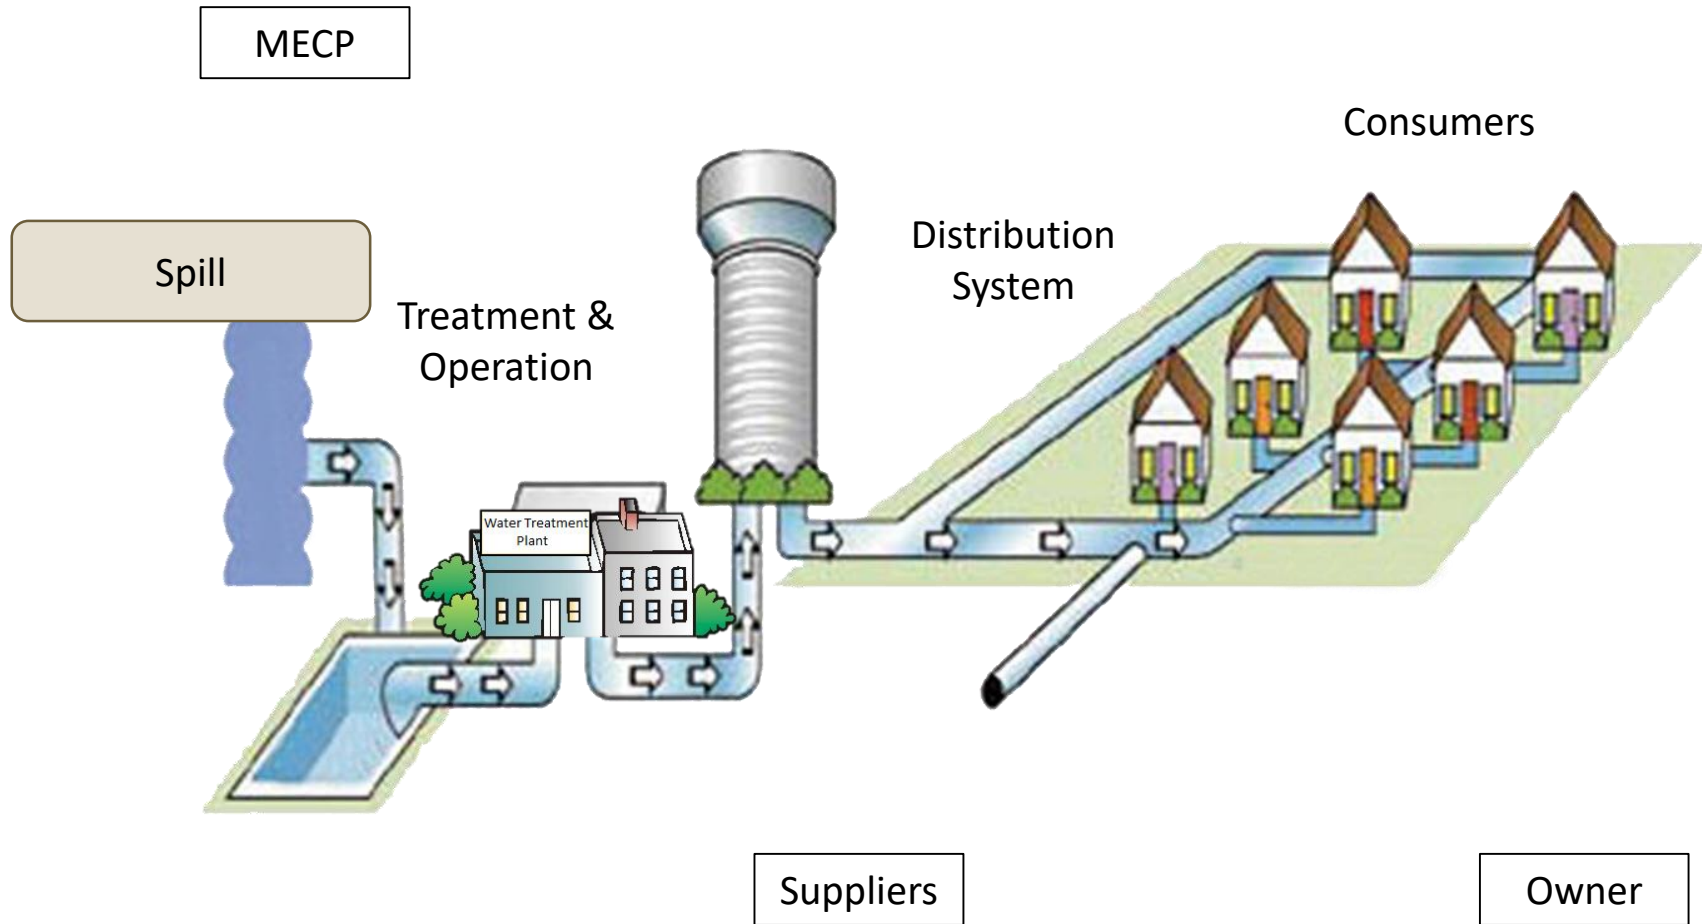 MECP
Consumers
Spill
Distribution
System
Treatment &
Operation
Water Treatment
Plant
Suppliers
Owner